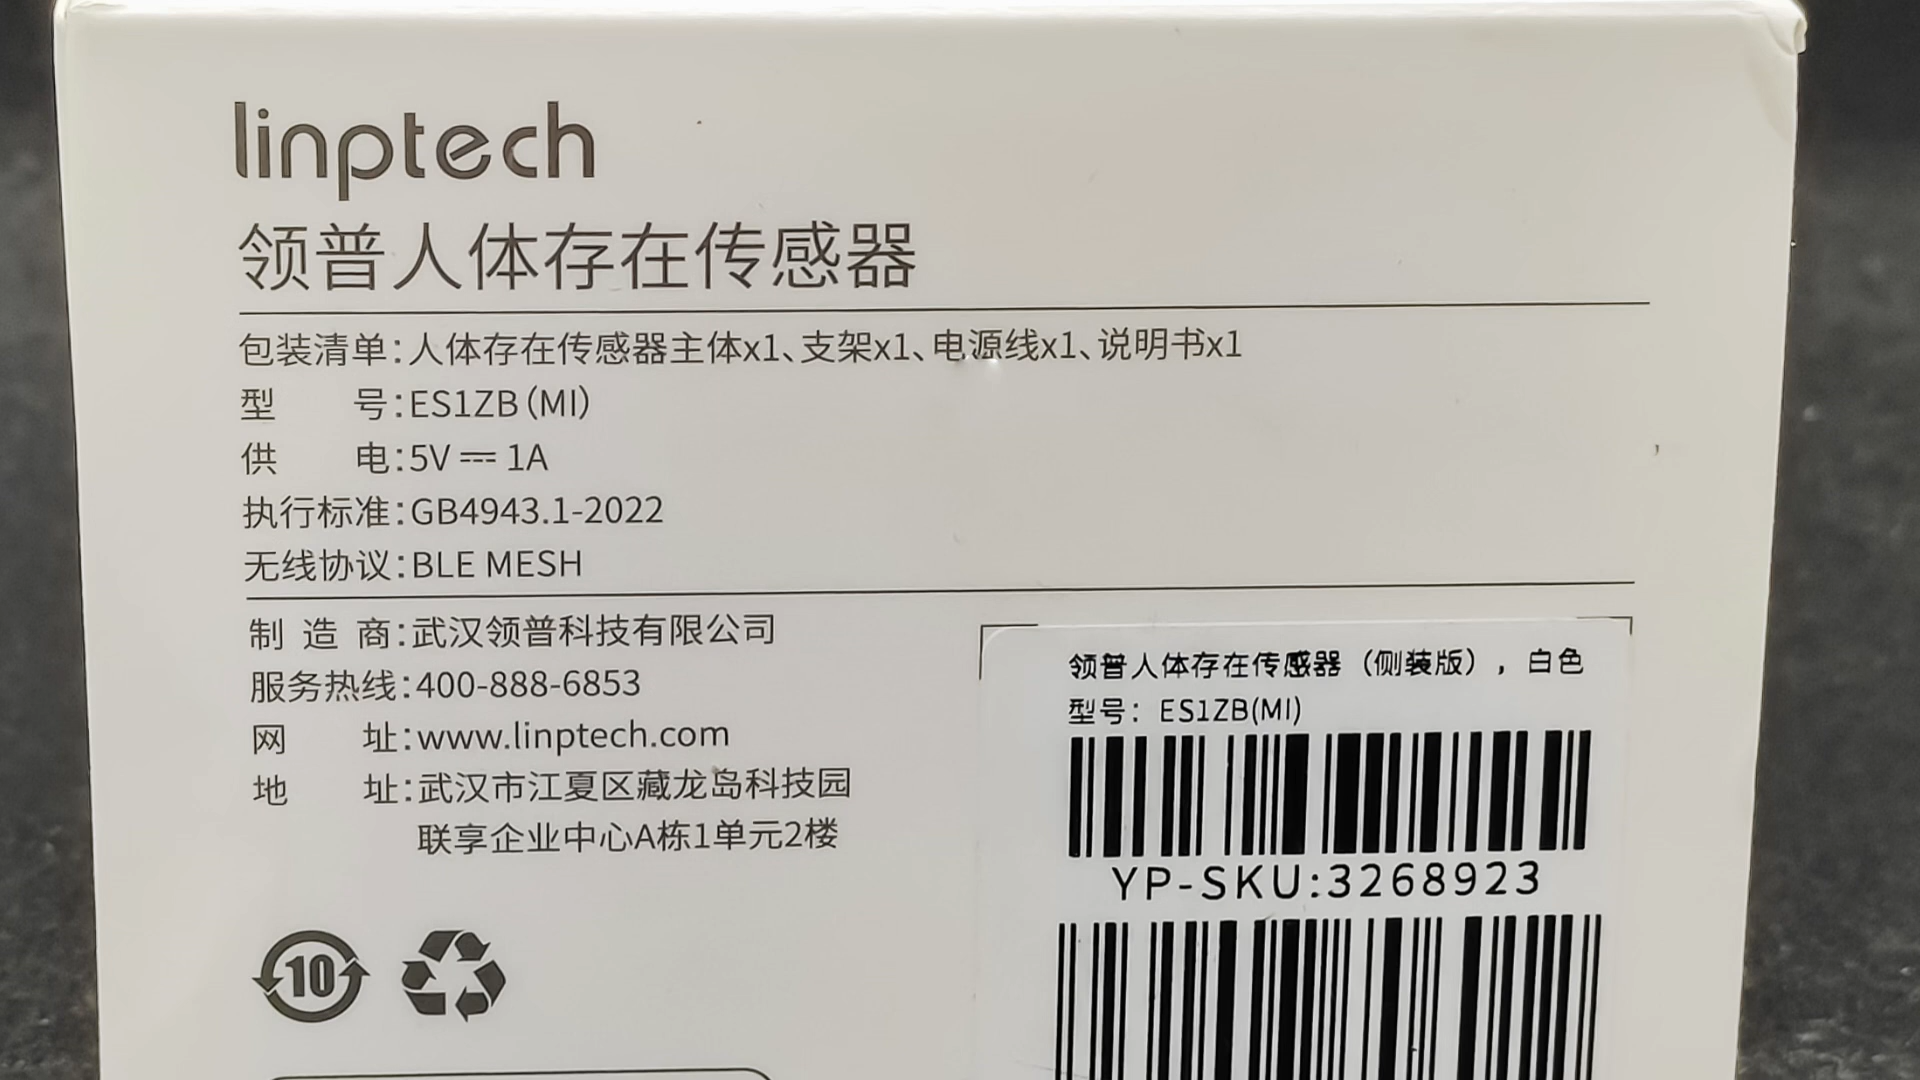 linptech
领普人体存在传感器
包装清单：人体存在传感器主体x1、支架x1、电源线x1、说明书x1
型 号：ES1ZB（MI）
供 电：5V⎓1A
执行标准：GB4943.1-2022
无线协议：BLE MESH
制 造 商：武汉领普科技有限公司
服务热线：400-888-6853
网 址：www.linptech.com
地 址：武汉市江夏区藏龙岛科技园
联享企业中心A栋1单元2楼
10
领普人体存在传感器（侧装版），白色
型号：ES1ZB(MI)
YP-SKU:3268923